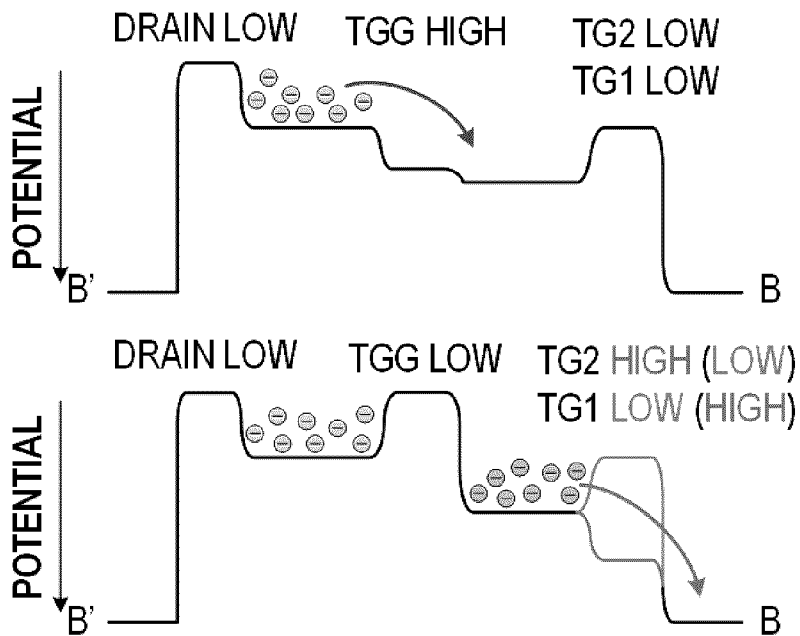 DRAIN LOW TGG HIGH TG2 LOW
TG1 LOW
POTENTIAL
B' B
DRAIN LOW TGG LOW TG2 HIGH (LOW)
TG1 LOW (HIGH)
POTENTIAL
B' B